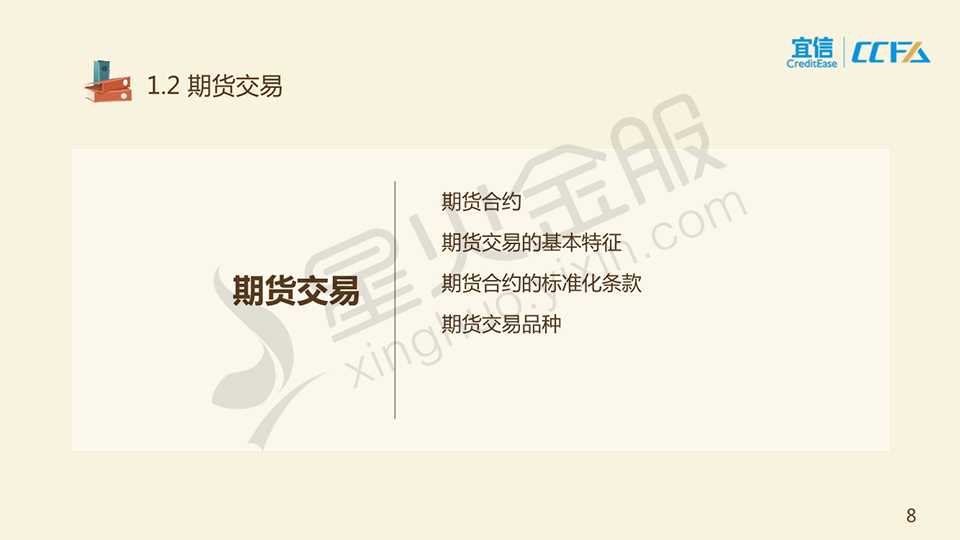 宜信
CreditEase
CCFA
1.2 期货交易
期货合约
期货交易的基本特征
期货合约的标准化条款
期货交易品种
期货交易
星火金服
xinghuo.yixin.com
8